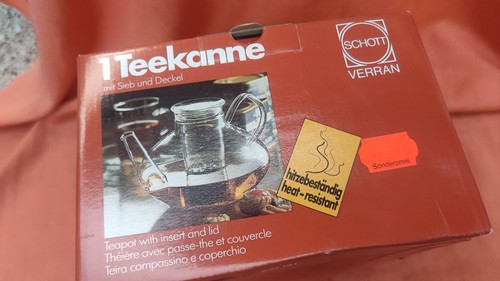 1 Teekanne
mit Sieb und Deckel
SCHOTT
VERRAN
hitzebeständig
heat-resistant
Sonderpreis
Teapot with insert and lid
Théière avec passe-the et couvercle
Teira compassino e coperchio